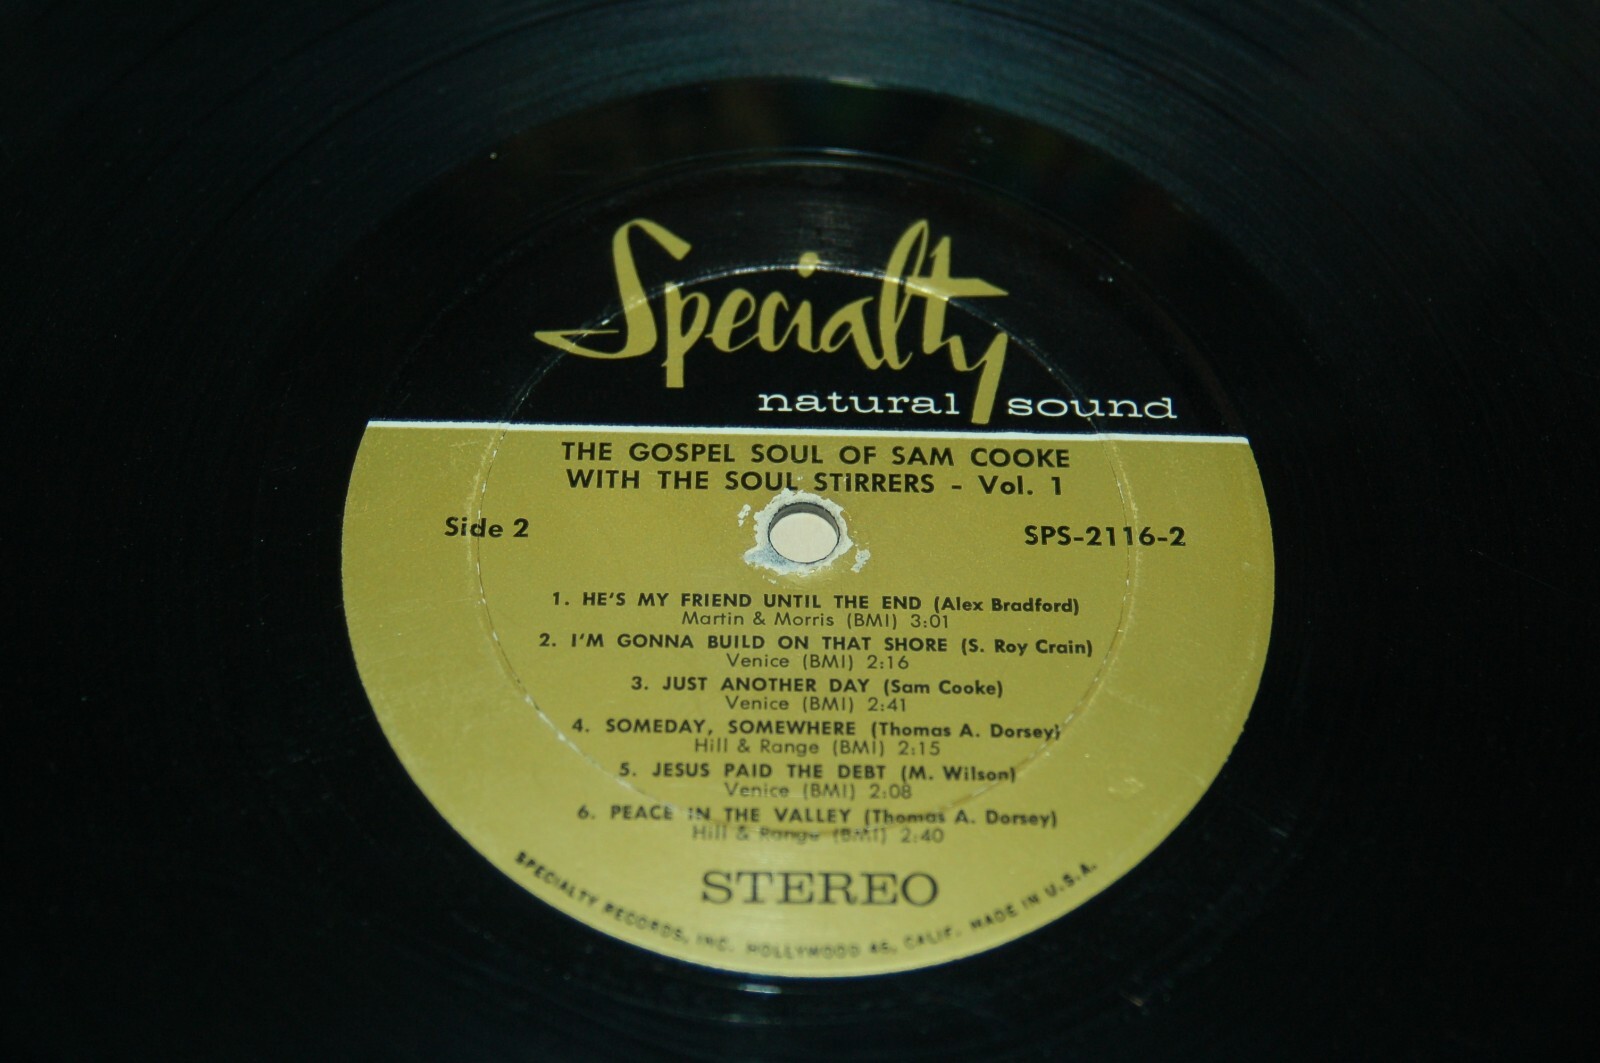 Specialty
natural sound
THE GOSPEL SOUL OF SAM COOKE
WITH THE SOUL STIRRERS - Vol. 1
Side 2
SPS-2116-2
1. HE'S MY FRIEND UNTIL THE END (Alex Bradford)
Martin & Morris (BMI) 3:01
2. I'M GONNA BUILD ON THAT SHORE (S. Roy Crain)
Venice (BMI) 2:16
3. JUST ANOTHER DAY (Sam Cooke)
Venice (BMI) 2:41
4. SOMEDAY, SOMEWHERE (Thomas A. Dorsey)
Hill & Range (BMI) 2:15
5. JESUS PAID THE DEBT (M. Wilson)
Venice (BMI) 2:08
6. PEACE IN THE VALLEY (Thomas A. Dorsey)
Hill & Range (BMI) 2:40
STEREO
SPECIALTY RECORDS, INC. HOLLYWOOD 46, CALIF. MADE IN U.S.A.